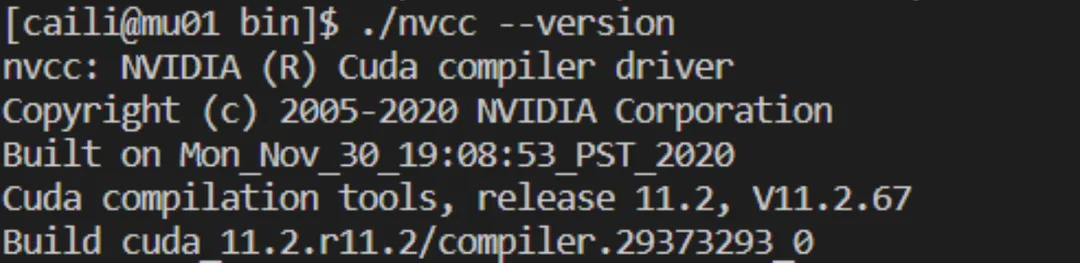 [caili@mu01 bin]$ ./nvcc --version
nvcc: NVIDIA (R) Cuda compiler driver
Copyright (c) 2005-2020 NVIDIA Corporation
Built on Mon_Nov_30_19:08:53_PST_2020
Cuda compilation tools, release 11.2, V11.2.67
Build cuda_11.2.r11.2/compiler.29373293_0